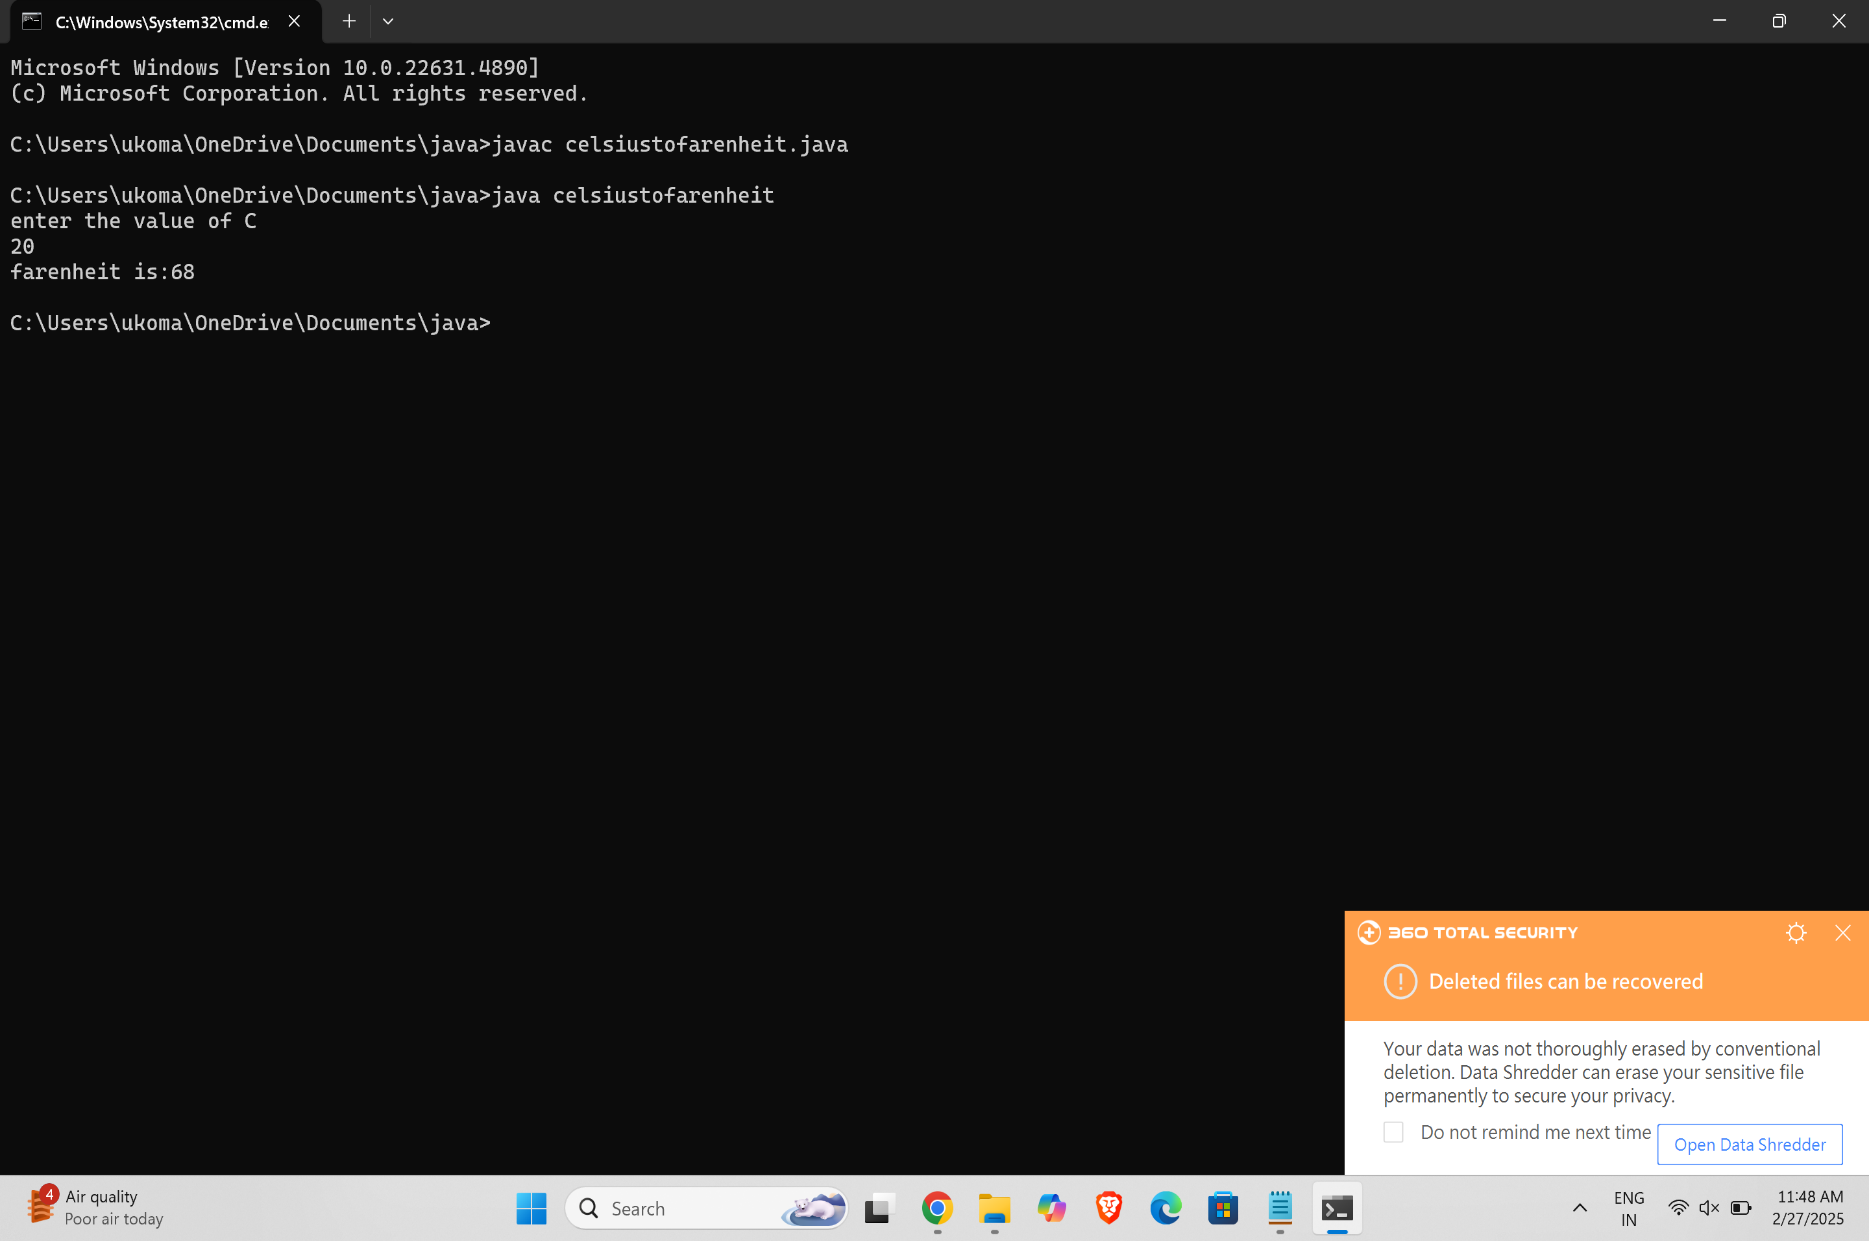 C:\Windows\System32\cmd.e
Microsoft Windows [Version 10.0.22631.4890]
(c) Microsoft Corporation. All rights reserved.
C:\Users\ukoma\OneDrive\Documents\java>javac celsiustofarenheit.java
C:\Users\ukoma\OneDrive\Documents\java>java celsiustofarenheit
enter the value of C
20
farenheit is:68
C:\Users\ukoma\OneDrive\Documents\java>
360 TOTAL SECURITY
Deleted files can be recovered
Your data was not thoroughly erased by conventional
deletion. Data Shredder can erase your sensitive file
permanently to secure your privacy.
Do not remind me next time
Open Data Shredder
4
Air quality
Poor air today
Search
ENG
IN
11:48 AM
2/27/2025